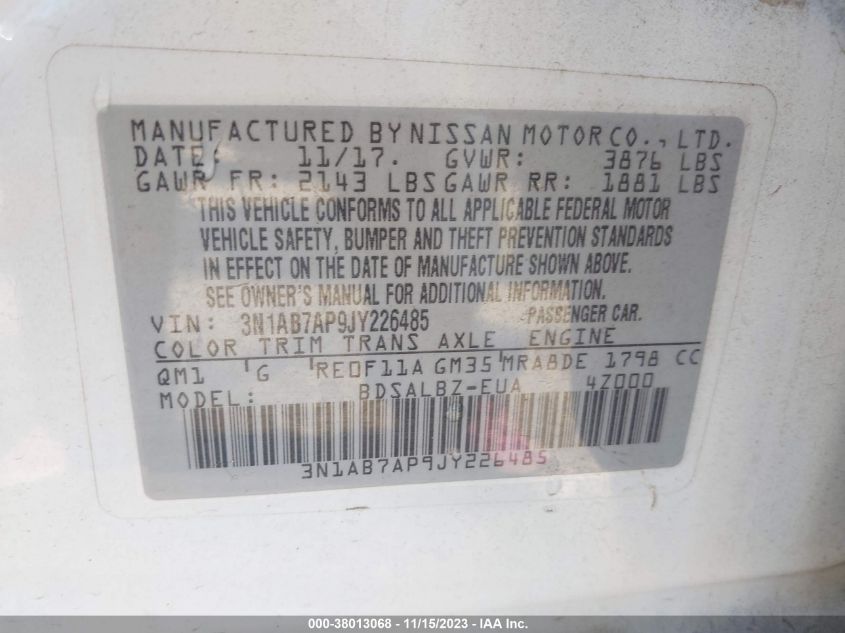 MANUFACTURED BY NISSAN MOTOR CO., LTD.
DATE: 11/17. GVWR: 3876 LBS
GAWR FR: 2143 LBS GAWR RR: 1881 LBS
THIS VEHICLE CONFORMS TO ALL APPLICABLE FEDERAL MOTOR
VEHICLE SAFETY, BUMPER AND THEFT PREVENTION STANDARDS
IN EFFECT ON THE DATE OF MANUFACTURE SHOWN ABOVE.
SEE OWNER'S MANUAL FOR ADDITIONAL INFORMATION.
VIN: 3N1AB7AP9JY226485 PASSENGER CAR.
COLOR TRIM TRANS AXLE ENGINE
QM1 G RE0F11A GM35 MRA8DE 1798 CC
MODEL: BDSALBZ-EUA 4Z000
3N1AB7AP9JY226485
000-38013068 - 11/15/2023 - IAA Inc.